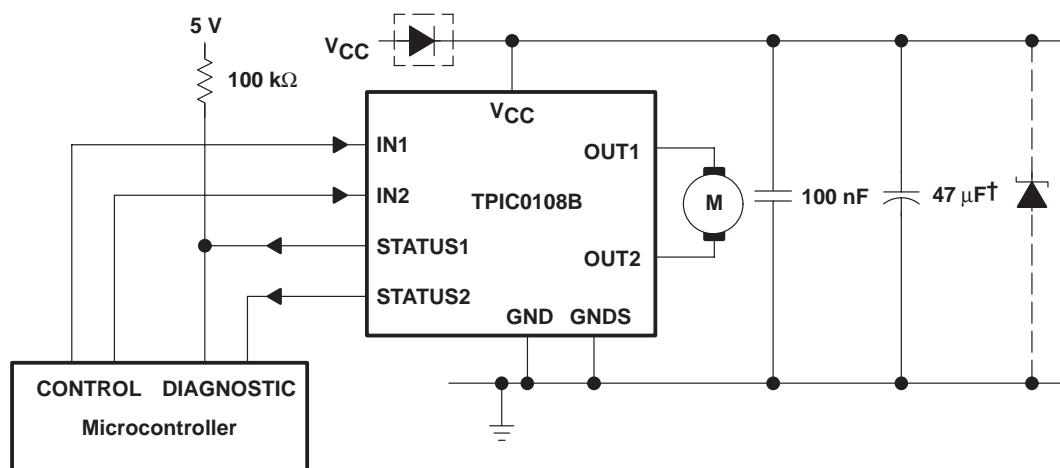 5 V
VCC
100 kΩ
VCC
IN1
OUT1
IN2
TPIC0108B
M
100 nF
47 μF†
STATUS1
OUT2
STATUS2
GND GNDS
CONTROL DIAGNOSTIC
Microcontroller